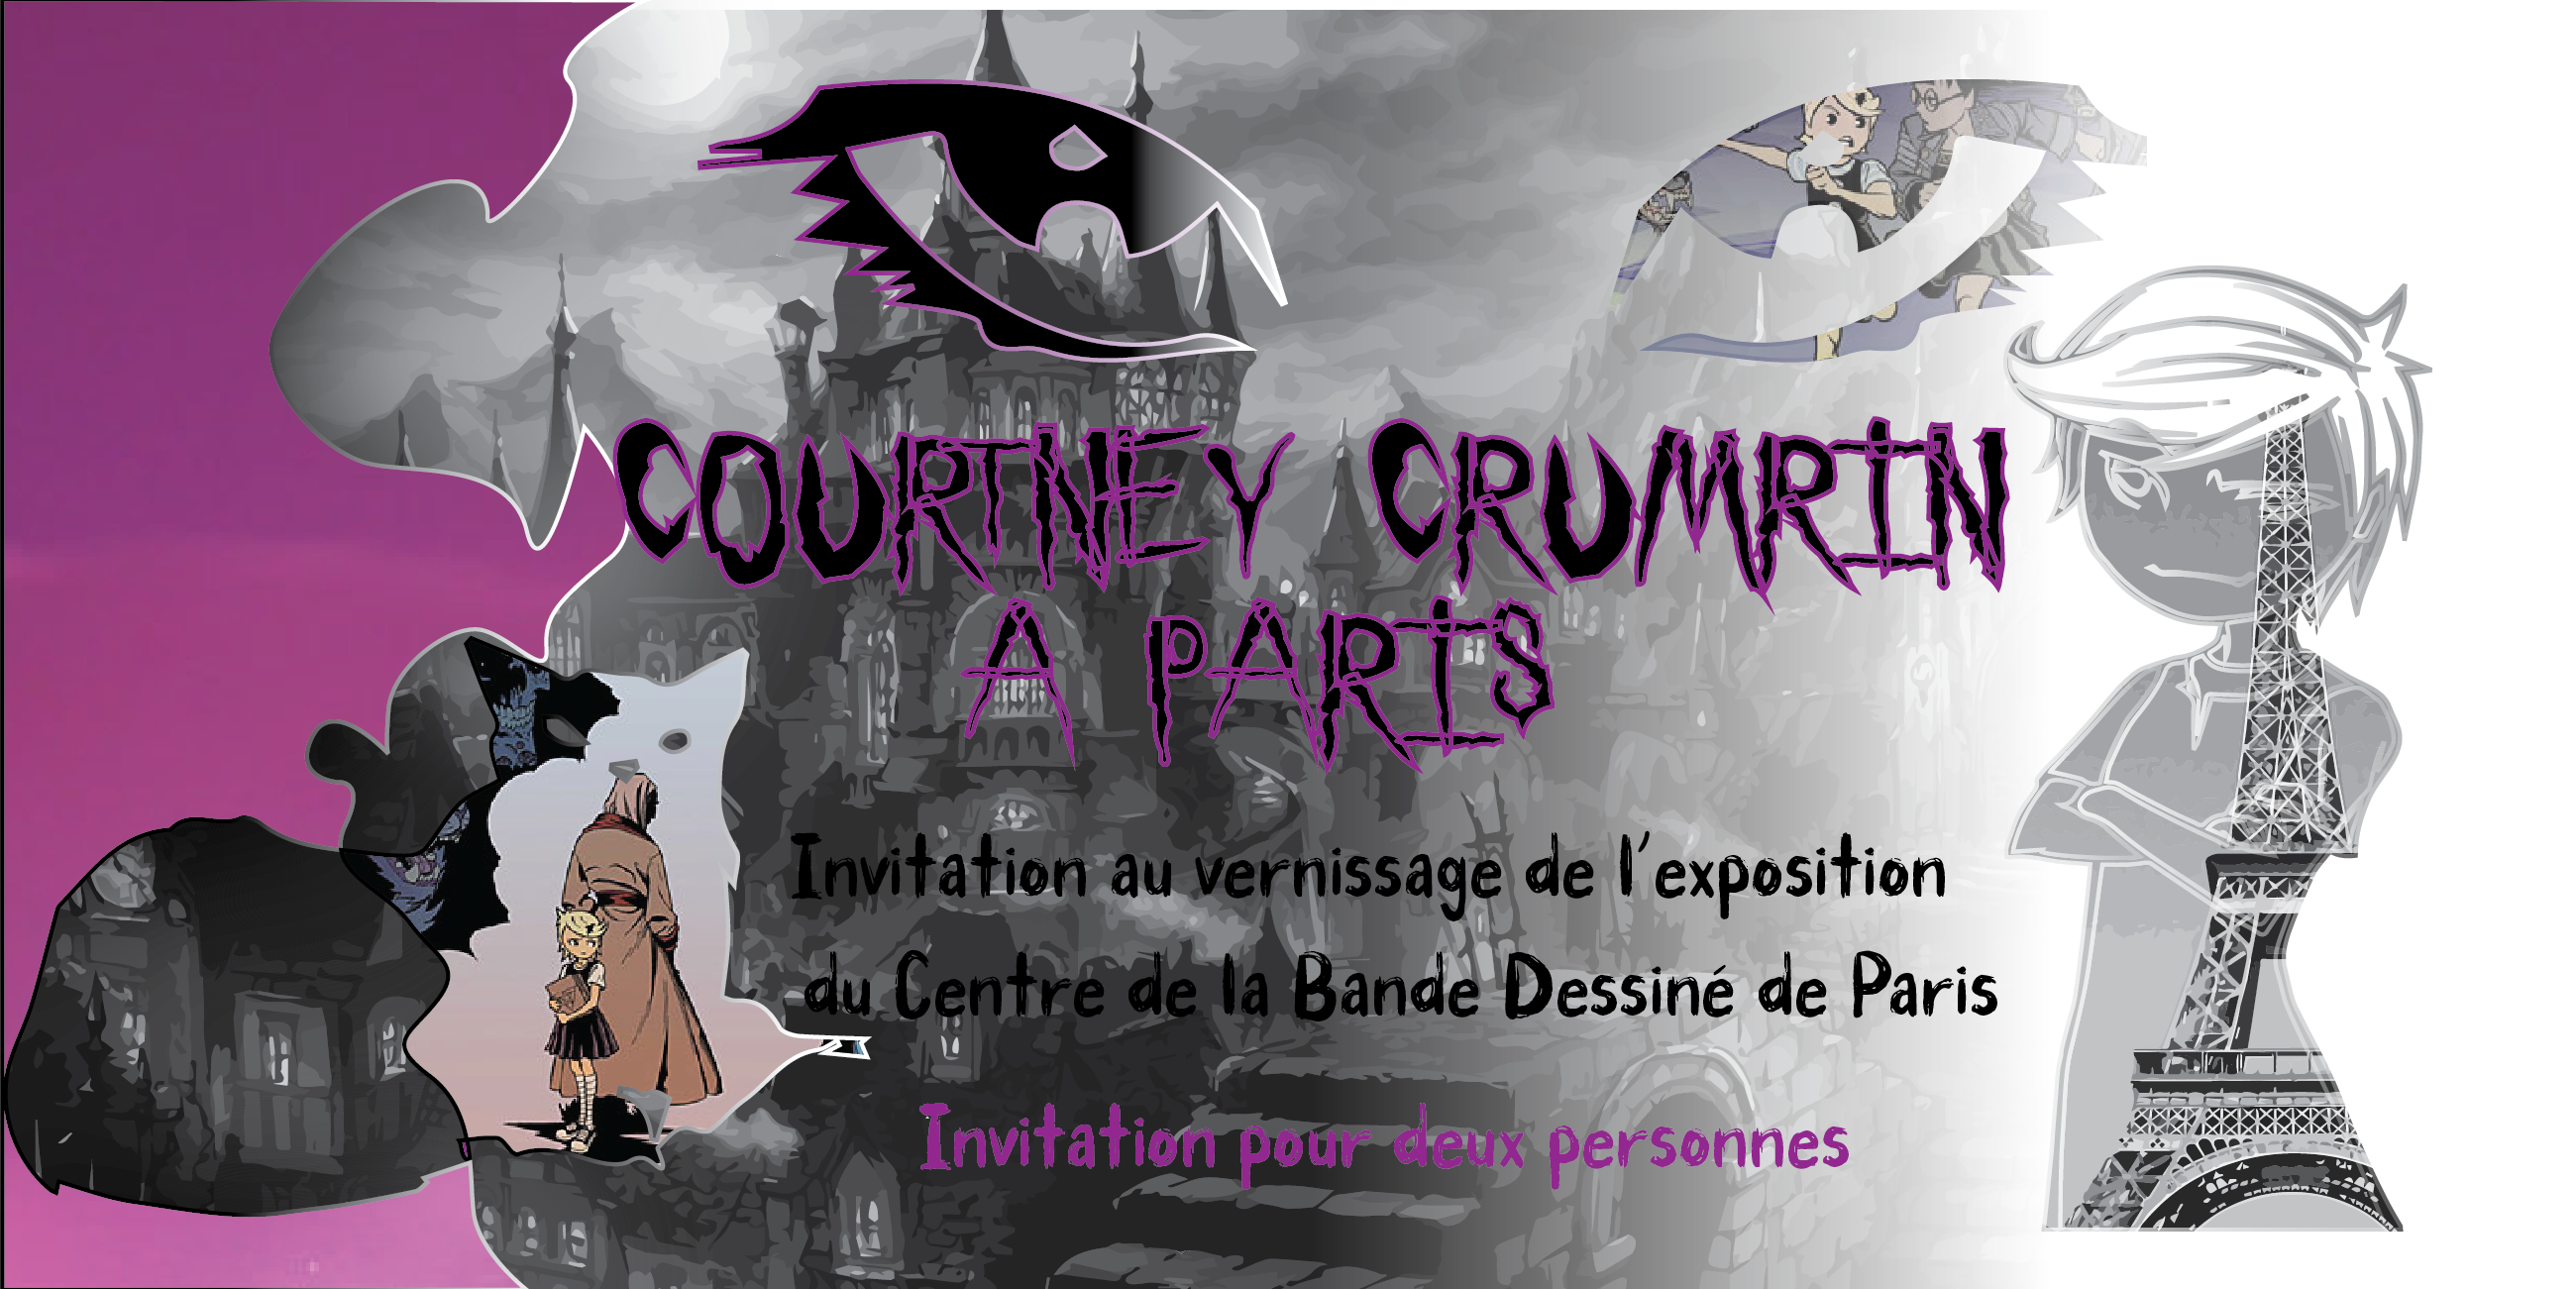 COURTNEY CRUMRIN
A PARIS
Invitation au vernissage de l'exposition
du Centre de la Bande Dessiné de Paris
Invitation pour deux personnes